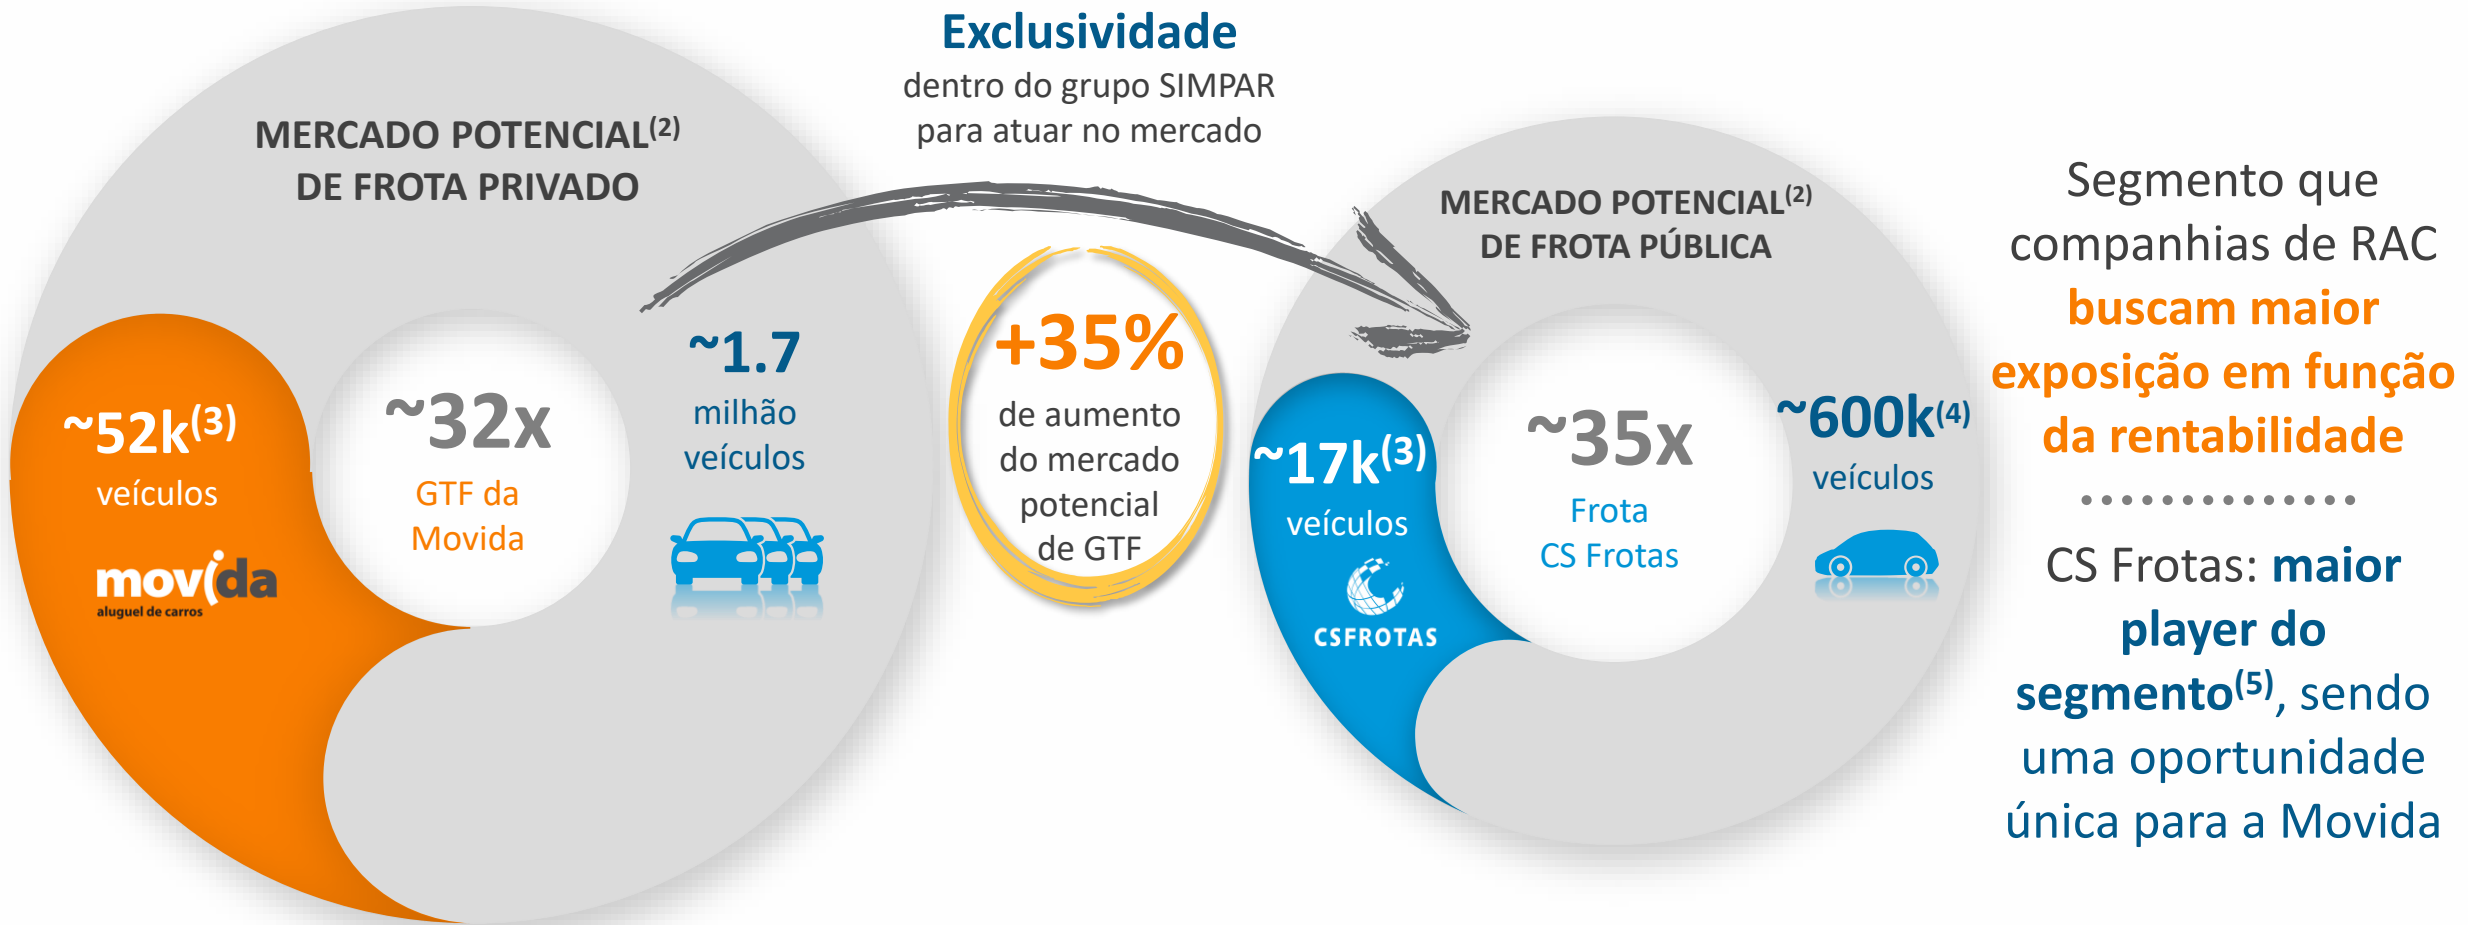 MERCADO POTENCIAL(2)
DE FROTA PRIVADO
~52k(3)
veículos
movida
aluguel de carros
~32x
GTF da
Movida
~1.7
milhão
veículos
Exclusividade
dentro do grupo SIMPAR
para atuar no mercado
+35%
de aumento
do mercado
potencial
de GTF
MERCADO POTENCIAL(2)
DE FROTA PÚBLICA
~17k(3)
veículos
CSFROTAS
~35x
Frota
CS Frotas
~600k(4)
veículos
Segmento que
companhias de RAC
buscam maior
exposição em função
da rentabilidade
CS Frotas: maior
player do
segmento(5), sendo
uma oportunidade
única para a Movida